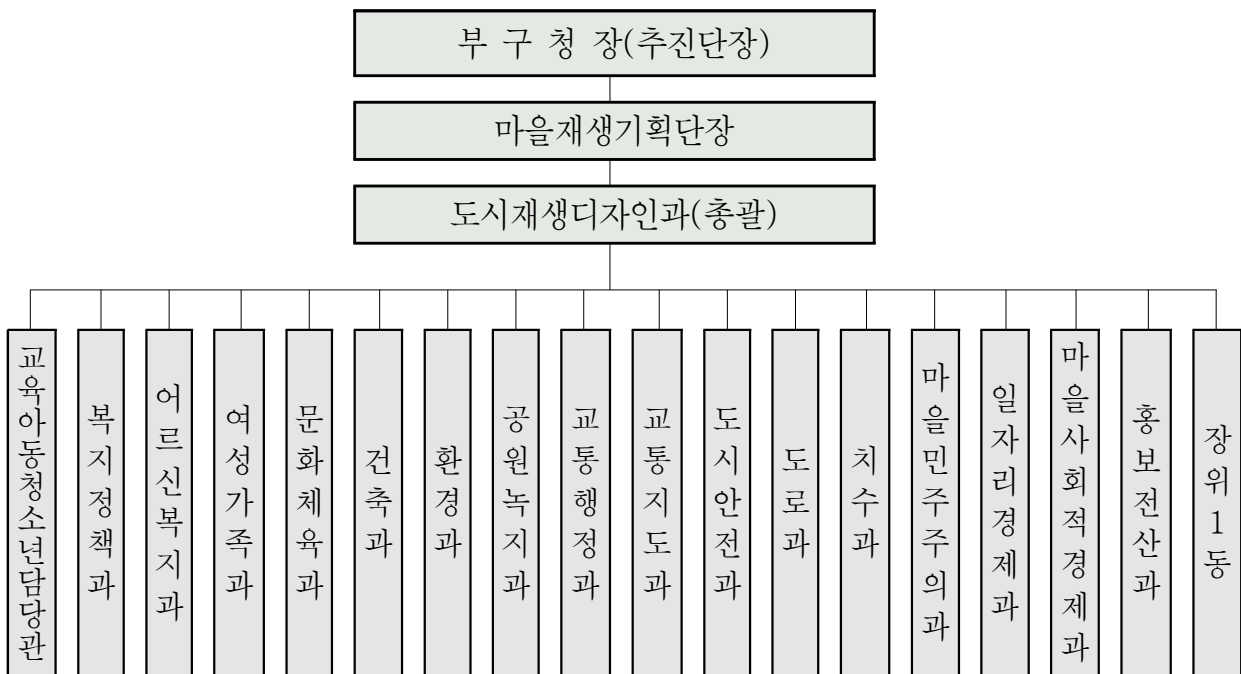 부 구 청 장(추진단장)
마을재생기획단장
도시재생디자인과(총괄)
교육아동청소년담당관
복지정책과
어르신복지과
여성가족과
문화체육과
건축과
환경과
공원녹지과
교통행정과
교통지도과
도시안전과
도로과
치수과
마을민주주의과
일자리경제과
마을사회적경제과
홍보전산과
장위1동